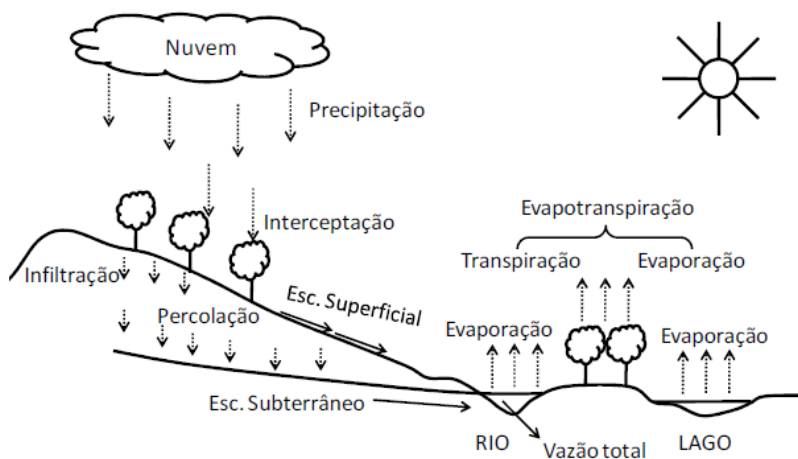 Nuvem
Precipitação
Interceptação
Evapotranspiração
Transpiração
Evaporação
Infiltração
Percolação
Esc. Superficial
Evaporação
Evaporação
Esc. Subterrâneo
RIO
Vazão total
LAGO